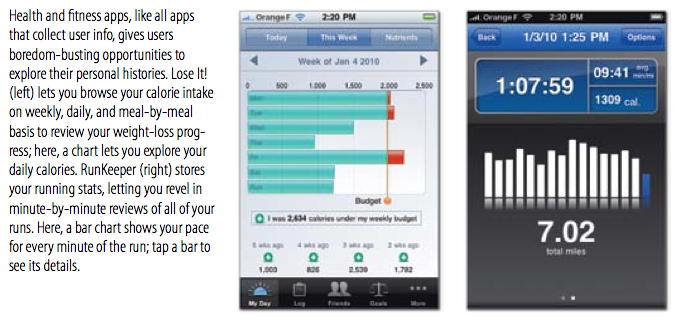 Health and fitness apps, like all apps
that collect user info, gives users
boredom-busting opportunities to
explore their personal histories. Lose It!
(left) lets you browse your calorie intake
on weekly, daily, and meal-by-meal
basis to review your weight-loss prog-
ress; here, a chart lets you explore your
daily calories. RunKeeper (right) stores
your running stats, letting you revel in
minute-by-minute reviews of all of your
runs. Here, a bar chart shows your pace
for every minute of the run; tap a bar to
see its details.
Orange F 2:20 PM
Today This Week Nutrients
Week of Jan 4 2010
0 500 1,000 1,500 2,000 2,500
Mon
Tue
Wed
Thu
Fri
Sat
Sun
Budget
I was 2,634 calories under my weekly budget
5 wks ago 4 wks ago 3 wks ago 2 wks ago
1,003 826 2,539 1,782
My Day Log Friends Goals More
Orange F 2:20 PM
Back 1/3/10 1:25 PM Options
1:07:59
09:41 avg. min/mi
1309 cal.
7.02
total miles